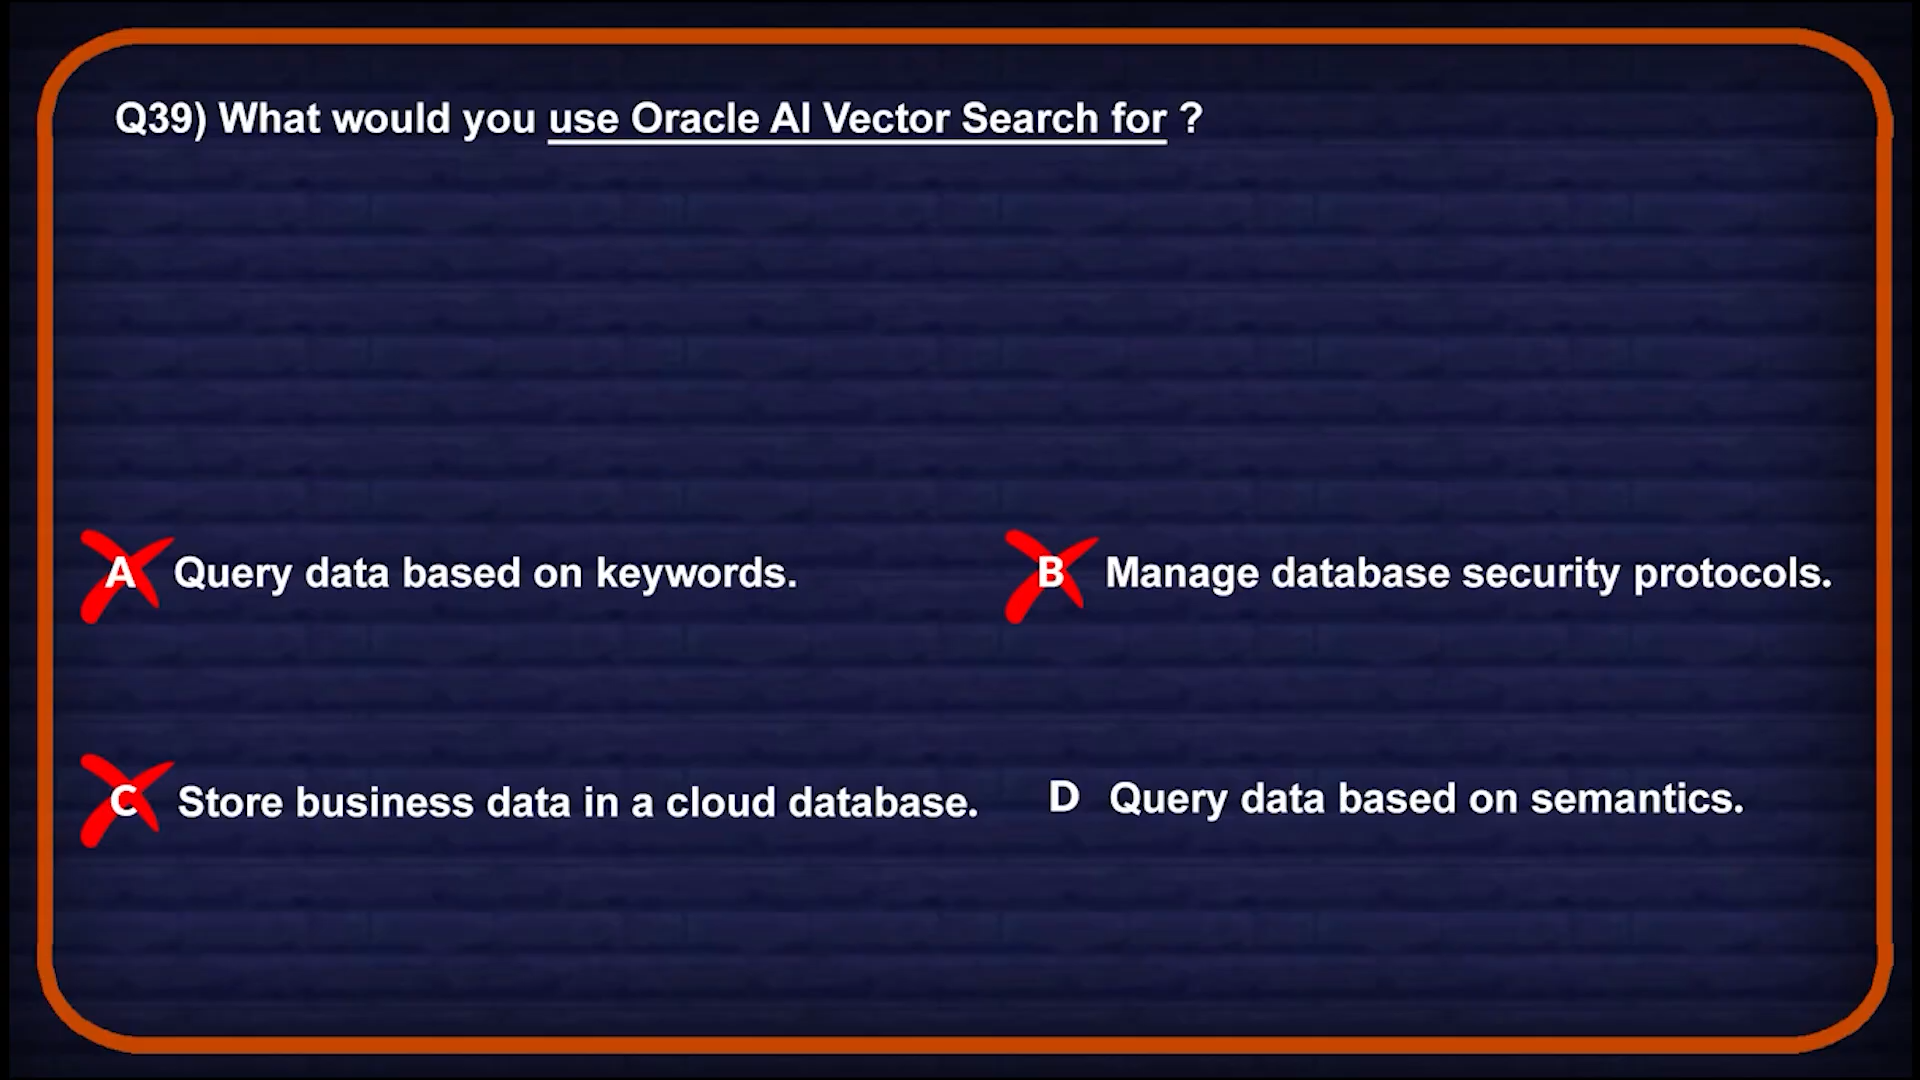 Q39) What would you use Oracle AI Vector Search for ?
A Query data based on keywords.
B Manage database security protocols.
C Store business data in a cloud database.
D Query data based on semantics.